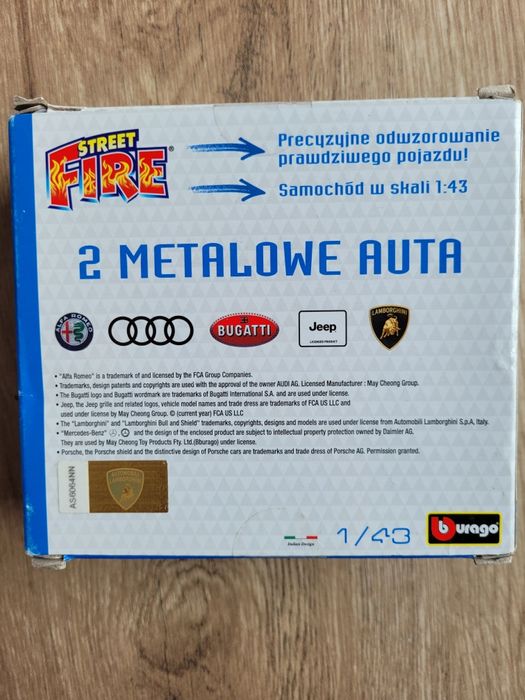 STREET
FIRE®
Precyzyjne odwzorowanie
prawdziwego pojazdu!
Samochód w skali 1:43
2 METALOWE AUTA
ALFA ROMEO
BUGATTI
Jeep
LICENSED PRODUCT
LAMBORGHINI
• "Alfa Romeo" is a trademark of and licensed by the FCA Group Companies.
• Trademarks, design patents and copyrights are used with the approval of the owner AUDI AG. Licensed Manufacturer : May Cheong Group.
• The Bugatti logo and Bugatti wordmark are trademarks of Bugatti International S.A. and are used under license.
• Jeep, the Jeep grille and related logos, vehicle model names and trade dress are trademarks of FCA US LLC and
used under license by May Cheong Group. © (current year) FCA US LLC
• The "Lamborghini" and "Lamborghini Bull and Shield" trademarks, copyrights, designs and models are used under license from Automobili Lamborghini S.p.A, Italy.
• "Mercedes-Benz" , and the design of the enclosed product are subject to intellectual property protection owned by Daimler AG.
They are used by May Cheong Toy Products Fty. Ltd.(Bburago) under license.
• Porsche, the Porsche shield and the distinctive design of Porsche cars are trademarks and trade dress of Porsche AG. Permission granted.
AS6064NN
AUTOMOBILI
LAMBORGHINI
Italian Design
1/43
burago